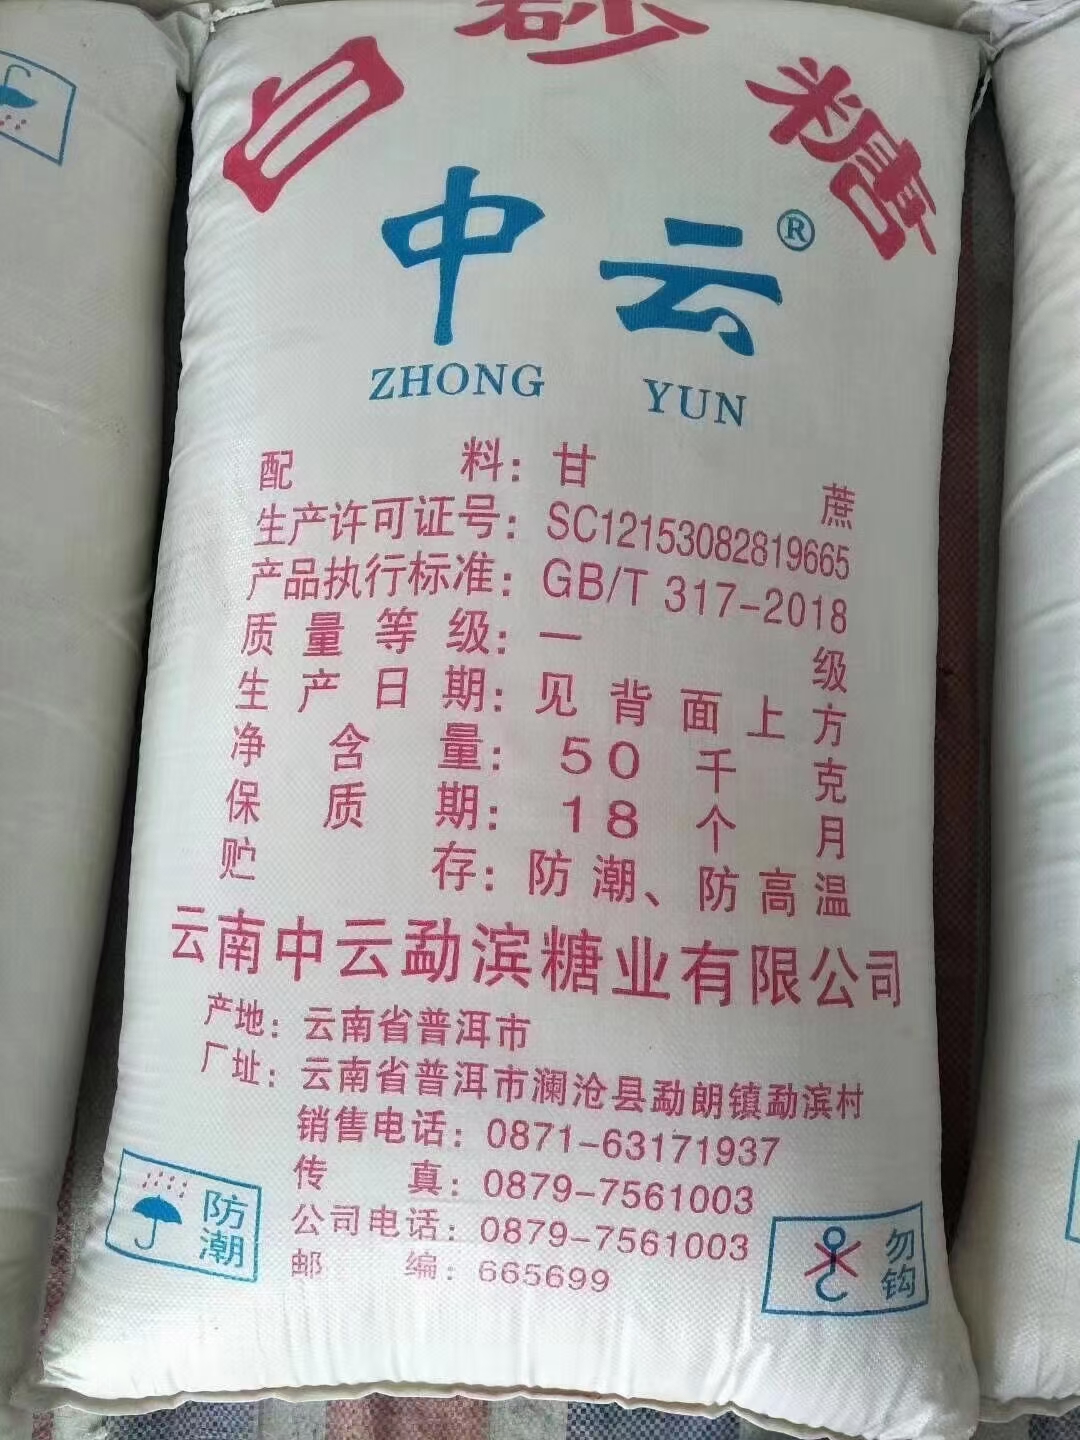 白砂糖
中云®
ZHONG YUN
配料：甘蔗
生产许可证号：SC12153082819665
产品执行标准：GB/T 317-2018
质量等级：一级
生产日期：见背面上方
净含量：50千克
保质期：18个月
贮存：防潮、防高温
云南中云勐滨糖业有限公司
产地：云南省普洱市
厂址：云南省普洱市澜沧县勐朗镇勐滨村
销售电话：0871-63171937
传真：0879-7561003
公司电话：0879-7561003
邮编：665699
防潮
勿钩